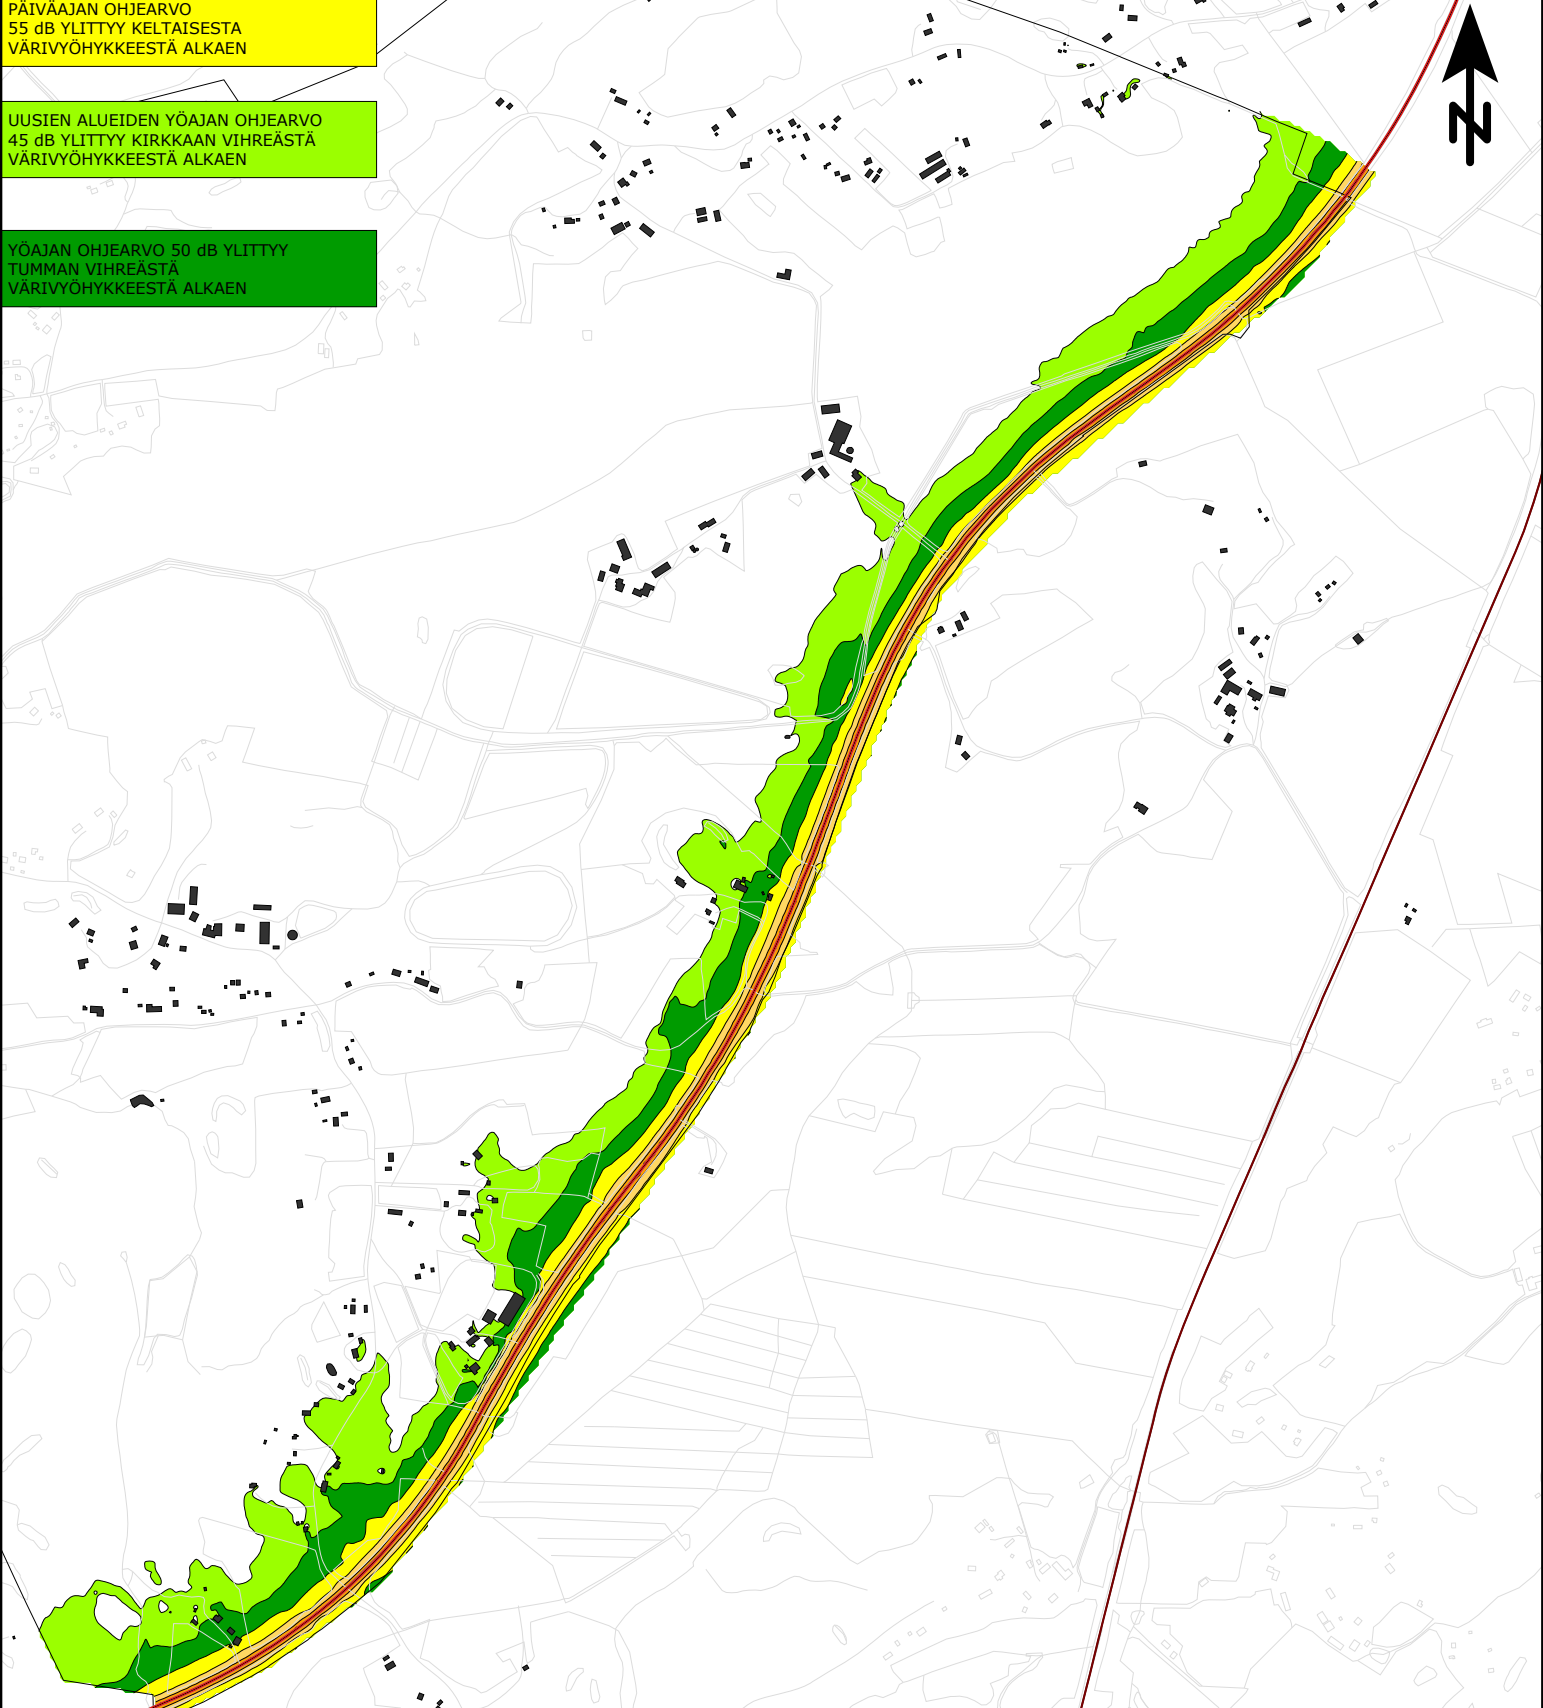 PÄIVÄAJAN OHJEARVO
55 dB YLITTYY KELTAISESTA
VÄRIVYÖHYKKEESTÄ ALKAEN
UUSIEN ALUEIDEN YÖAJAN OHJEARVO
45 dB YLITTYY KIRKKAAN VIHREÄSTÄ
VÄRIVYÖHYKKEESTÄ ALKAEN
YÖAJAN OHJEARVO 50 dB YLITTYY
TUMMAN VIHREÄSTÄ
VÄRIVYÖHYKKEESTÄ ALKAEN
N